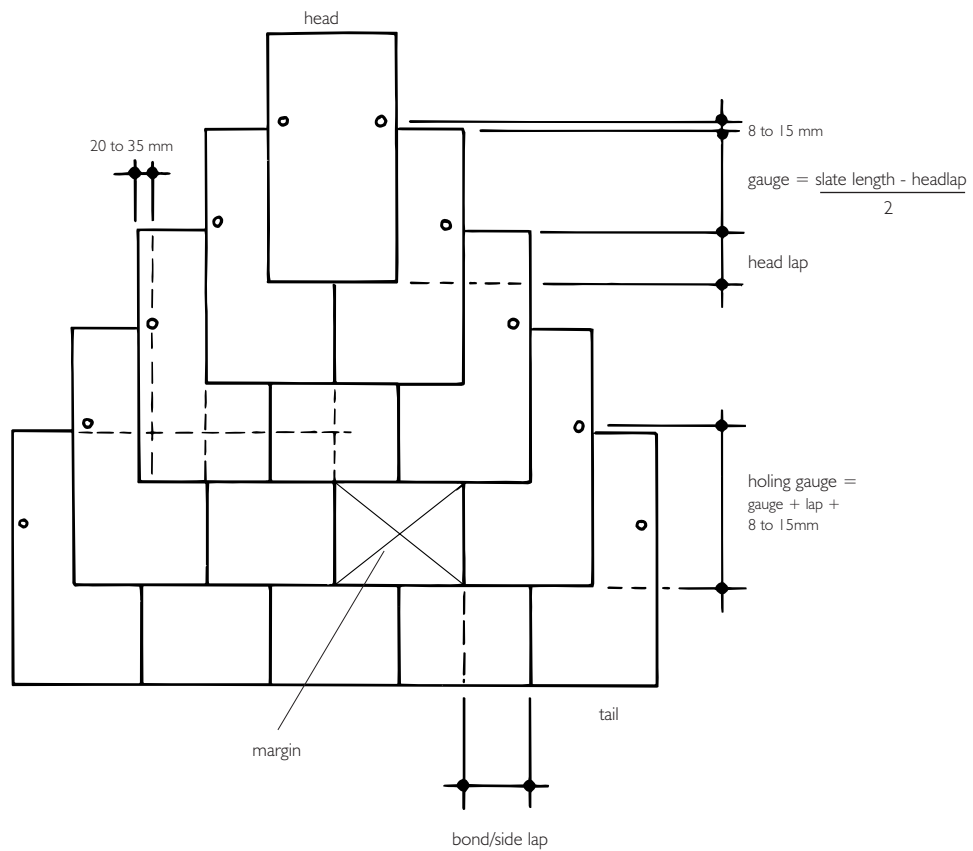 head
20 to 35 mm
8 to 15 mm
gauge = slate length - headlap
2
head lap
holing gauge =
gauge + lap +
8 to 15mm
tail
margin
bond/side lap